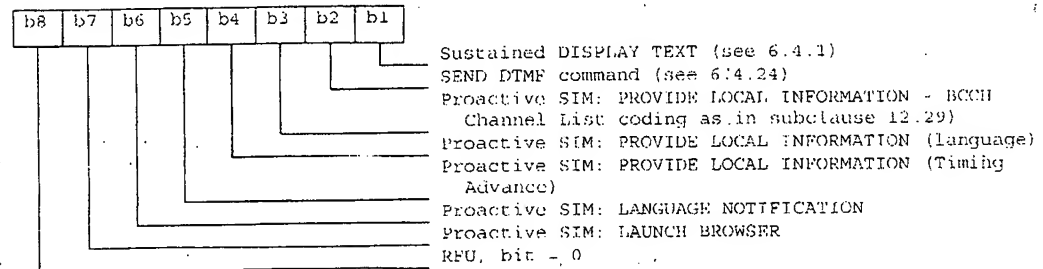 b8 b7 b6 b5 b4 b3 b2 b1
Sustained DISPLAY TEXT (see 6.4.1)
SEND DTMF command (see 6.4.24)
Proactive SIM: PROVIDE LOCAL INFORMATION - BCCH
Channel List coding as in subclause 12.29)
Proactive SIM: PROVIDE LOCAL INFORMATION (language)
Proactive SIM: PROVIDE LOCAL INFORMATION (Timing
Advance)
Proactive SIM: LANGUAGE NOTIFICATION
Proactive SIM: LAUNCH BROWSER
RFU, bit = 0